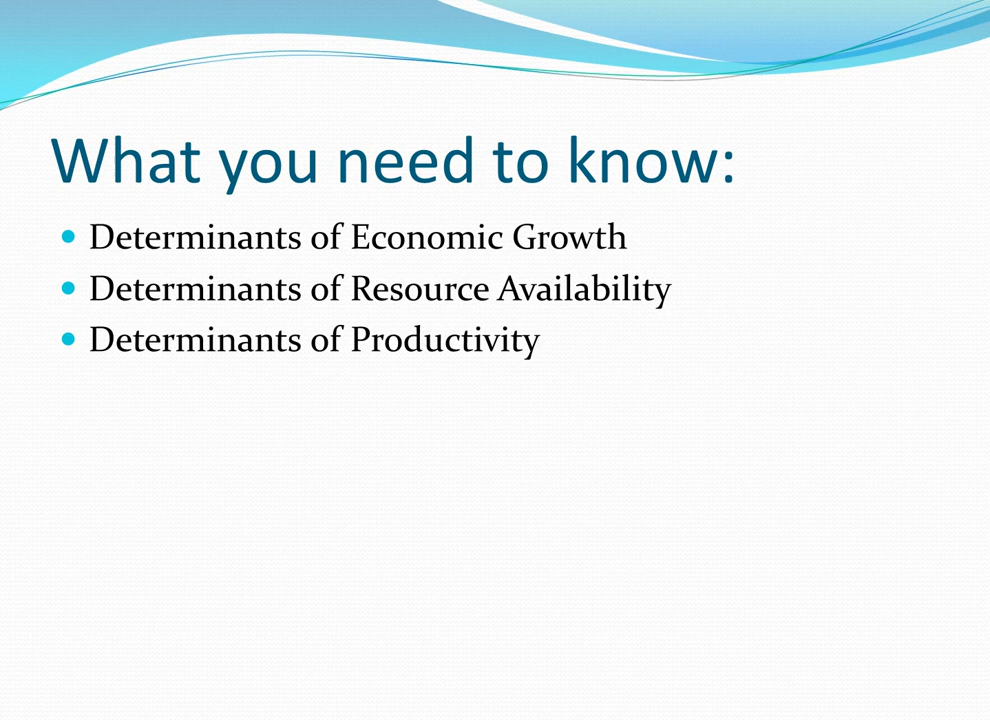 What you need to know:
Determinants of Economic Growth
Determinants of Resource Availability
Determinants of Productivity